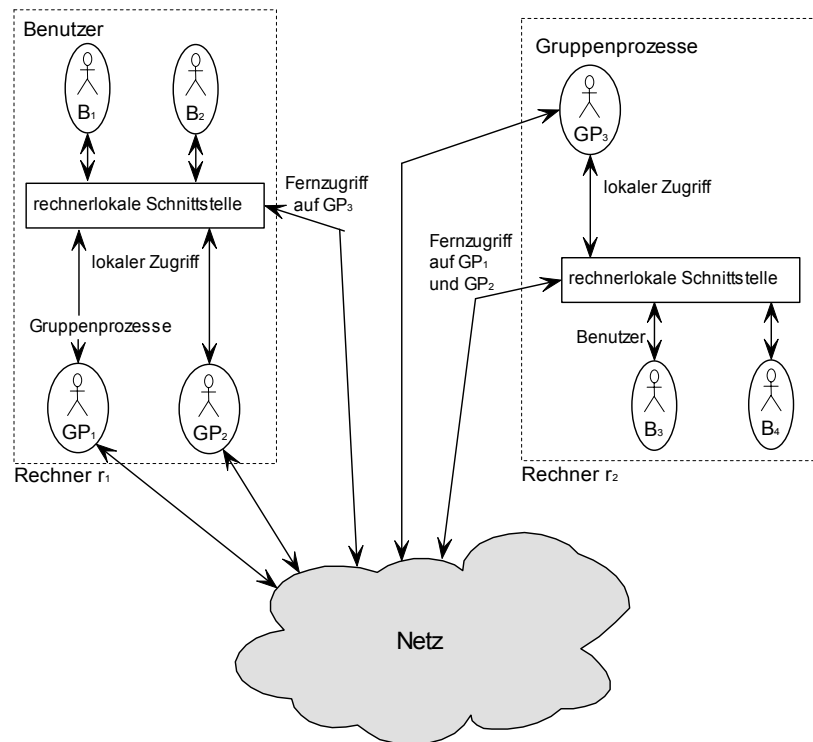 Benutzer
B₁
B₂
rechnerlokale Schnittstelle
lokaler Zugriff
Gruppenprozesse
GP₁
GP₂
Rechner r₁
Fernzugriff
auf GP₃
Gruppenprozesse
GP₃
lokaler Zugriff
Fernzugriff
auf GP₁
und GP₂
rechnerlokale Schnittstelle
Benutzer
B₃
B₄
Rechner r₂
Netz